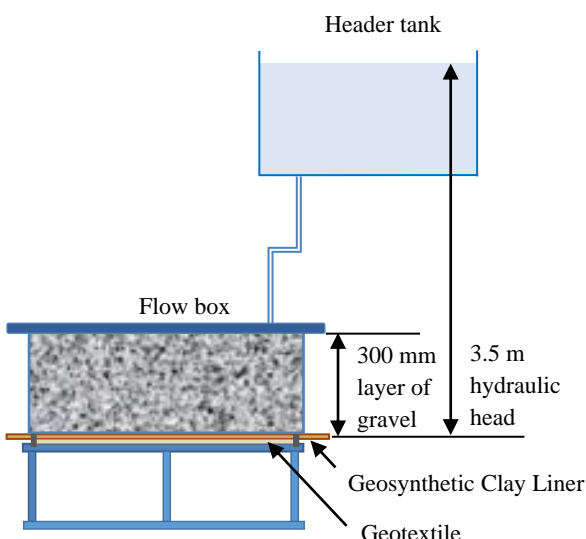 Header tank
Flow box
300 mm
layer of
gravel
3.5 m
hydraulic
head
Geosynthetic Clay Liner
Geotextile